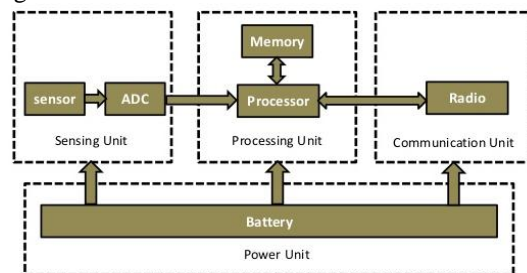 Memory
sensor
ADC
Processor
Radio
Sensing Unit
Processing Unit
Communication Unit
Battery
Power Unit